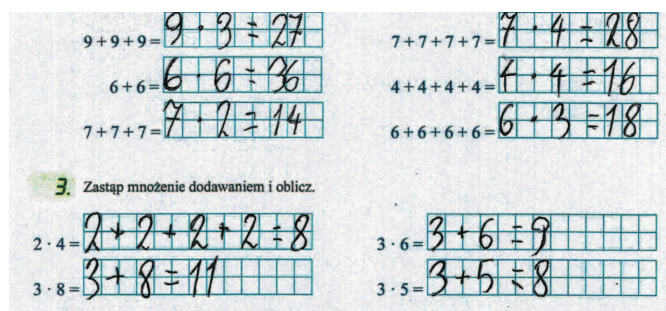 9+9+9= 9 · 3 = 27
7+7+7+7= 7 · 4 = 28
6+6= 6 · 6 = 36
4+4+4+4= 4 · 4 = 16
7+7+7= 7 · 2 = 14
6+6+6+6= 6 · 3 = 18
3. Zastąp mnożenie dodawaniem i oblicz.
2 · 4 = 2 + 2 + 2 + 2 = 8
3 · 6 = 3 + 6 = 9
3 · 8 = 3 + 8 = 11
3 · 5 = 3 + 5 = 8